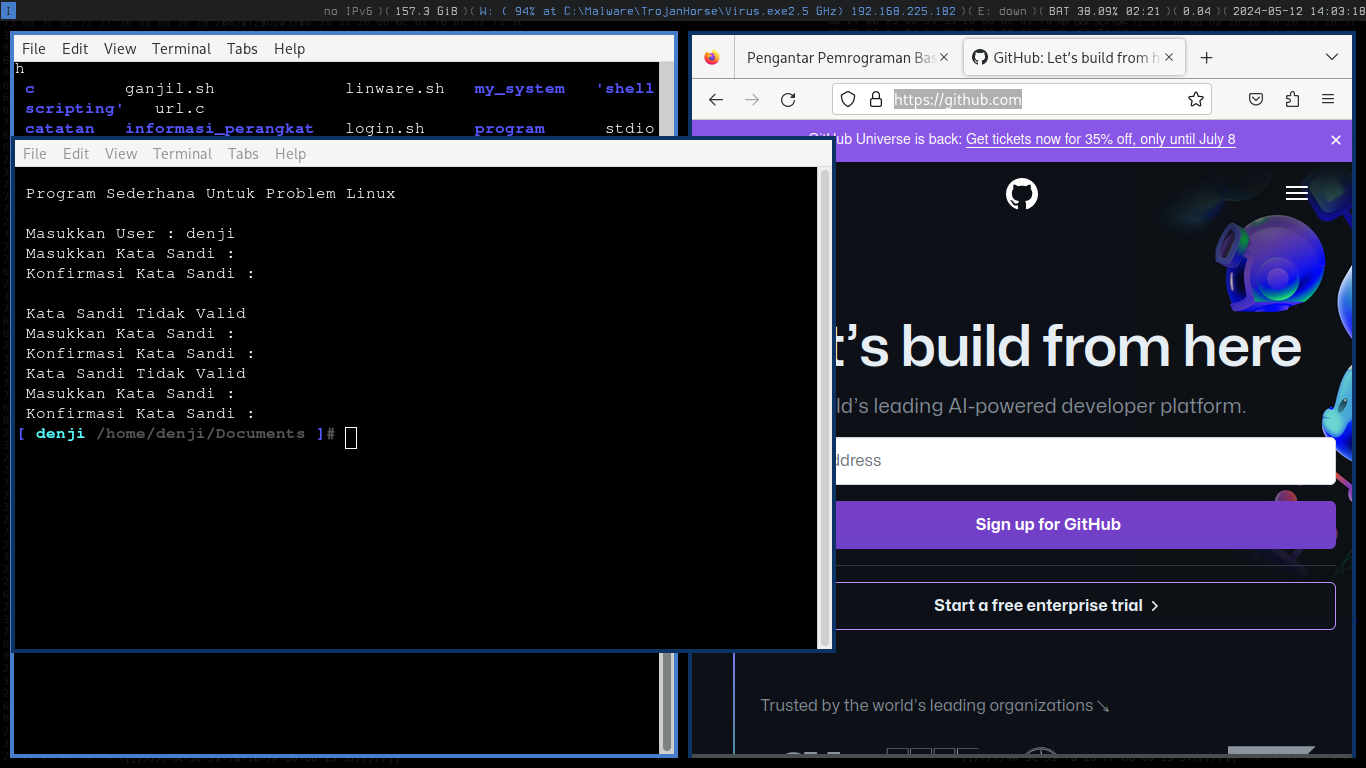 1
no IPv6 )( 157.3 GiB )( W: ( 94% at C:\Malware\TrojanHorse\Virus.exe2.5 GHz) 192.168.225.182 )( E: down )( BAT 38.09% 02:21 )( 0.04 )( 2024-05-12 14:03:18
File Edit View Terminal Tabs Help
h
c ganjil.sh linware.sh my_system 'shell
scripting' url.c
catatan informasi_perangkat login.sh program stdio
File Edit View Terminal Tabs Help
Program Sederhana Untuk Problem Linux
Masukkan User : denji
Masukkan Kata Sandi :
Konfirmasi Kata Sandi :
Kata Sandi Tidak Valid
Masukkan Kata Sandi :
Konfirmasi Kata Sandi :
Kata Sandi Tidak Valid
Masukkan Kata Sandi :
Konfirmasi Kata Sandi :
[ denji /home/denji/Documents ]#
Pengantar Pemrograman Bas
GitHub: Let's build from h
https://github.com
GitHub Universe is back: Get tickets now for 35% off, only until July 8
t's build from here
ld's leading AI-powered developer platform.
ddress
Sign up for GitHub
Start a free enterprise trial
Trusted by the world's leading organizations